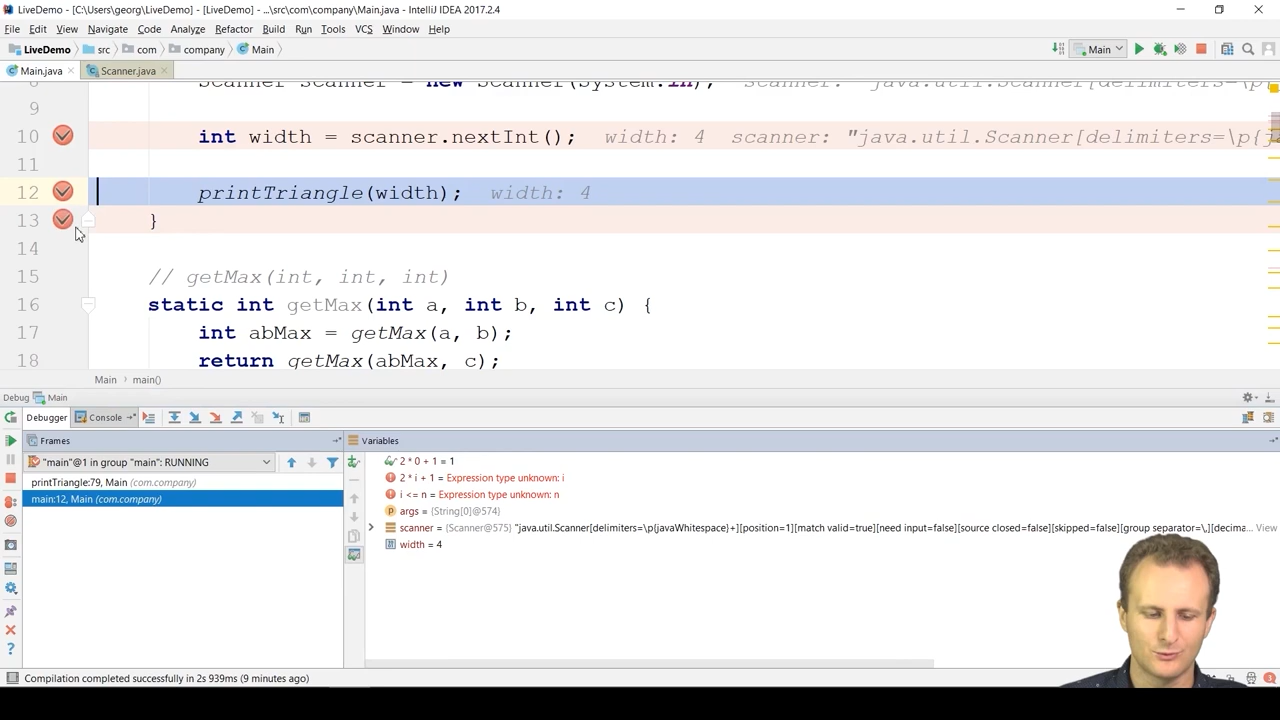 LiveDemo - [C:\Users\georg\LiveDemo] - [LiveDemo] - ...\src\com\company\Main.java - IntelliJ IDEA 2017.2.4
File Edit View Navigate Code Analyze Refactor Build Run Tools VCS Window Help
LiveDemo src com company Main Main
Main.java Scanner.java
8 Scanner scanner = new Scanner(System.in); scanner: "java.util.Scanner[delimiters=\p{
9
10 int width = scanner.nextInt(); width: 4 scanner: "java.util.Scanner[delimiters=\p{ja
11
12 printTriangle(width); width: 4
13 }
14
15 // getMax(int, int, int)
16 static int getMax(int a, int b, int c) {
17 int abMax = getMax(a, b);
18 return getMax(abMax, c);
Main main()
Debug Main
Debugger Console
Frames Variables
"main"@1 in group "main": RUNNING
printTriangle:79, Main (com.company)
main:12, Main (com.company)
2 * 0 + 1 = 1
2 * i + 1 = Expression type unknown: i
i <= n = Expression type unknown: n
args = {String[0]@574}
scanner = {Scanner@575} "java.util.Scanner[delimiters=\p{javaWhitespace}+][position=1][match valid=true][need input=false][source closed=false][skipped=false][group separator=\,][decima... View
width = 4
Compilation completed successfully in 2s 939ms (9 minutes ago)
3